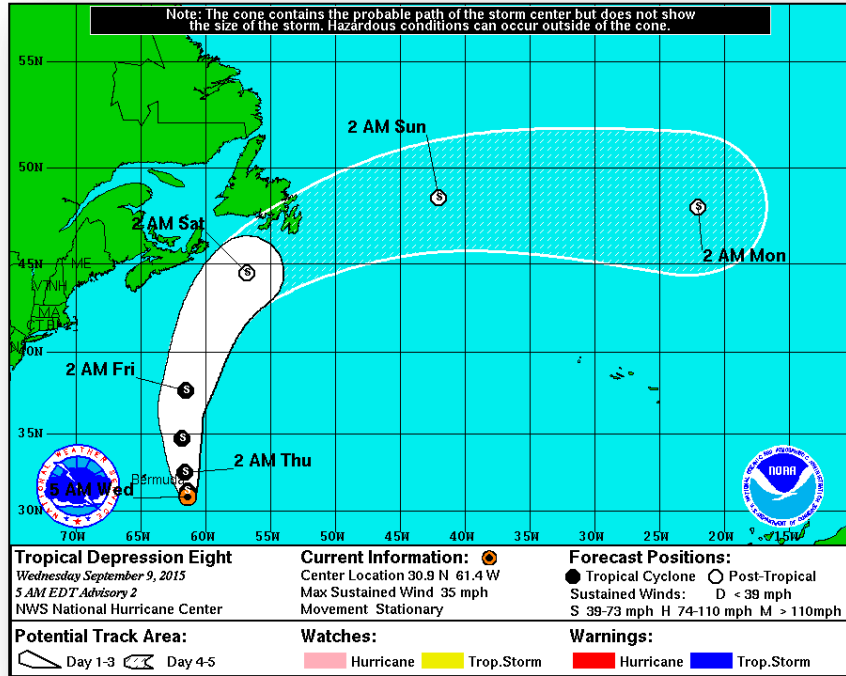 Note: The cone contains the probable path of the storm center but does not show
the size of the storm. Hazardous conditions can occur outside of the cone.
55N
2 AM Sun
50N
2 AM Sat
2 AM Mon
45N
ME
VT NH
MA
40N
2 AM Fri
35N
2 AM Thu
Bermuda
5 AM Wed
NATIONAL WEATHER SERVICE
NOAA
30N
70W 65W 60W 55W 50W 45W 40W 35W 30W 25W 20W 15W
Tropical Depression Eight
Wednesday September 9, 2015
5 AM EDT Advisory 2
NWS National Hurricane Center
Current Information:
Center Location 30.9 N 61.4 W
Max Sustained Wind 35 mph
Movement Stationary
Forecast Positions:
Tropical Cyclone Post-Tropical
Sustained Winds: D < 39 mph
S 39-73 mph H 74-110 mph M > 110mph
Potential Track Area:
Day 1-3 Day 4-5
Watches:
Hurricane Trop.Storm
Warnings:
Hurricane Trop.Storm